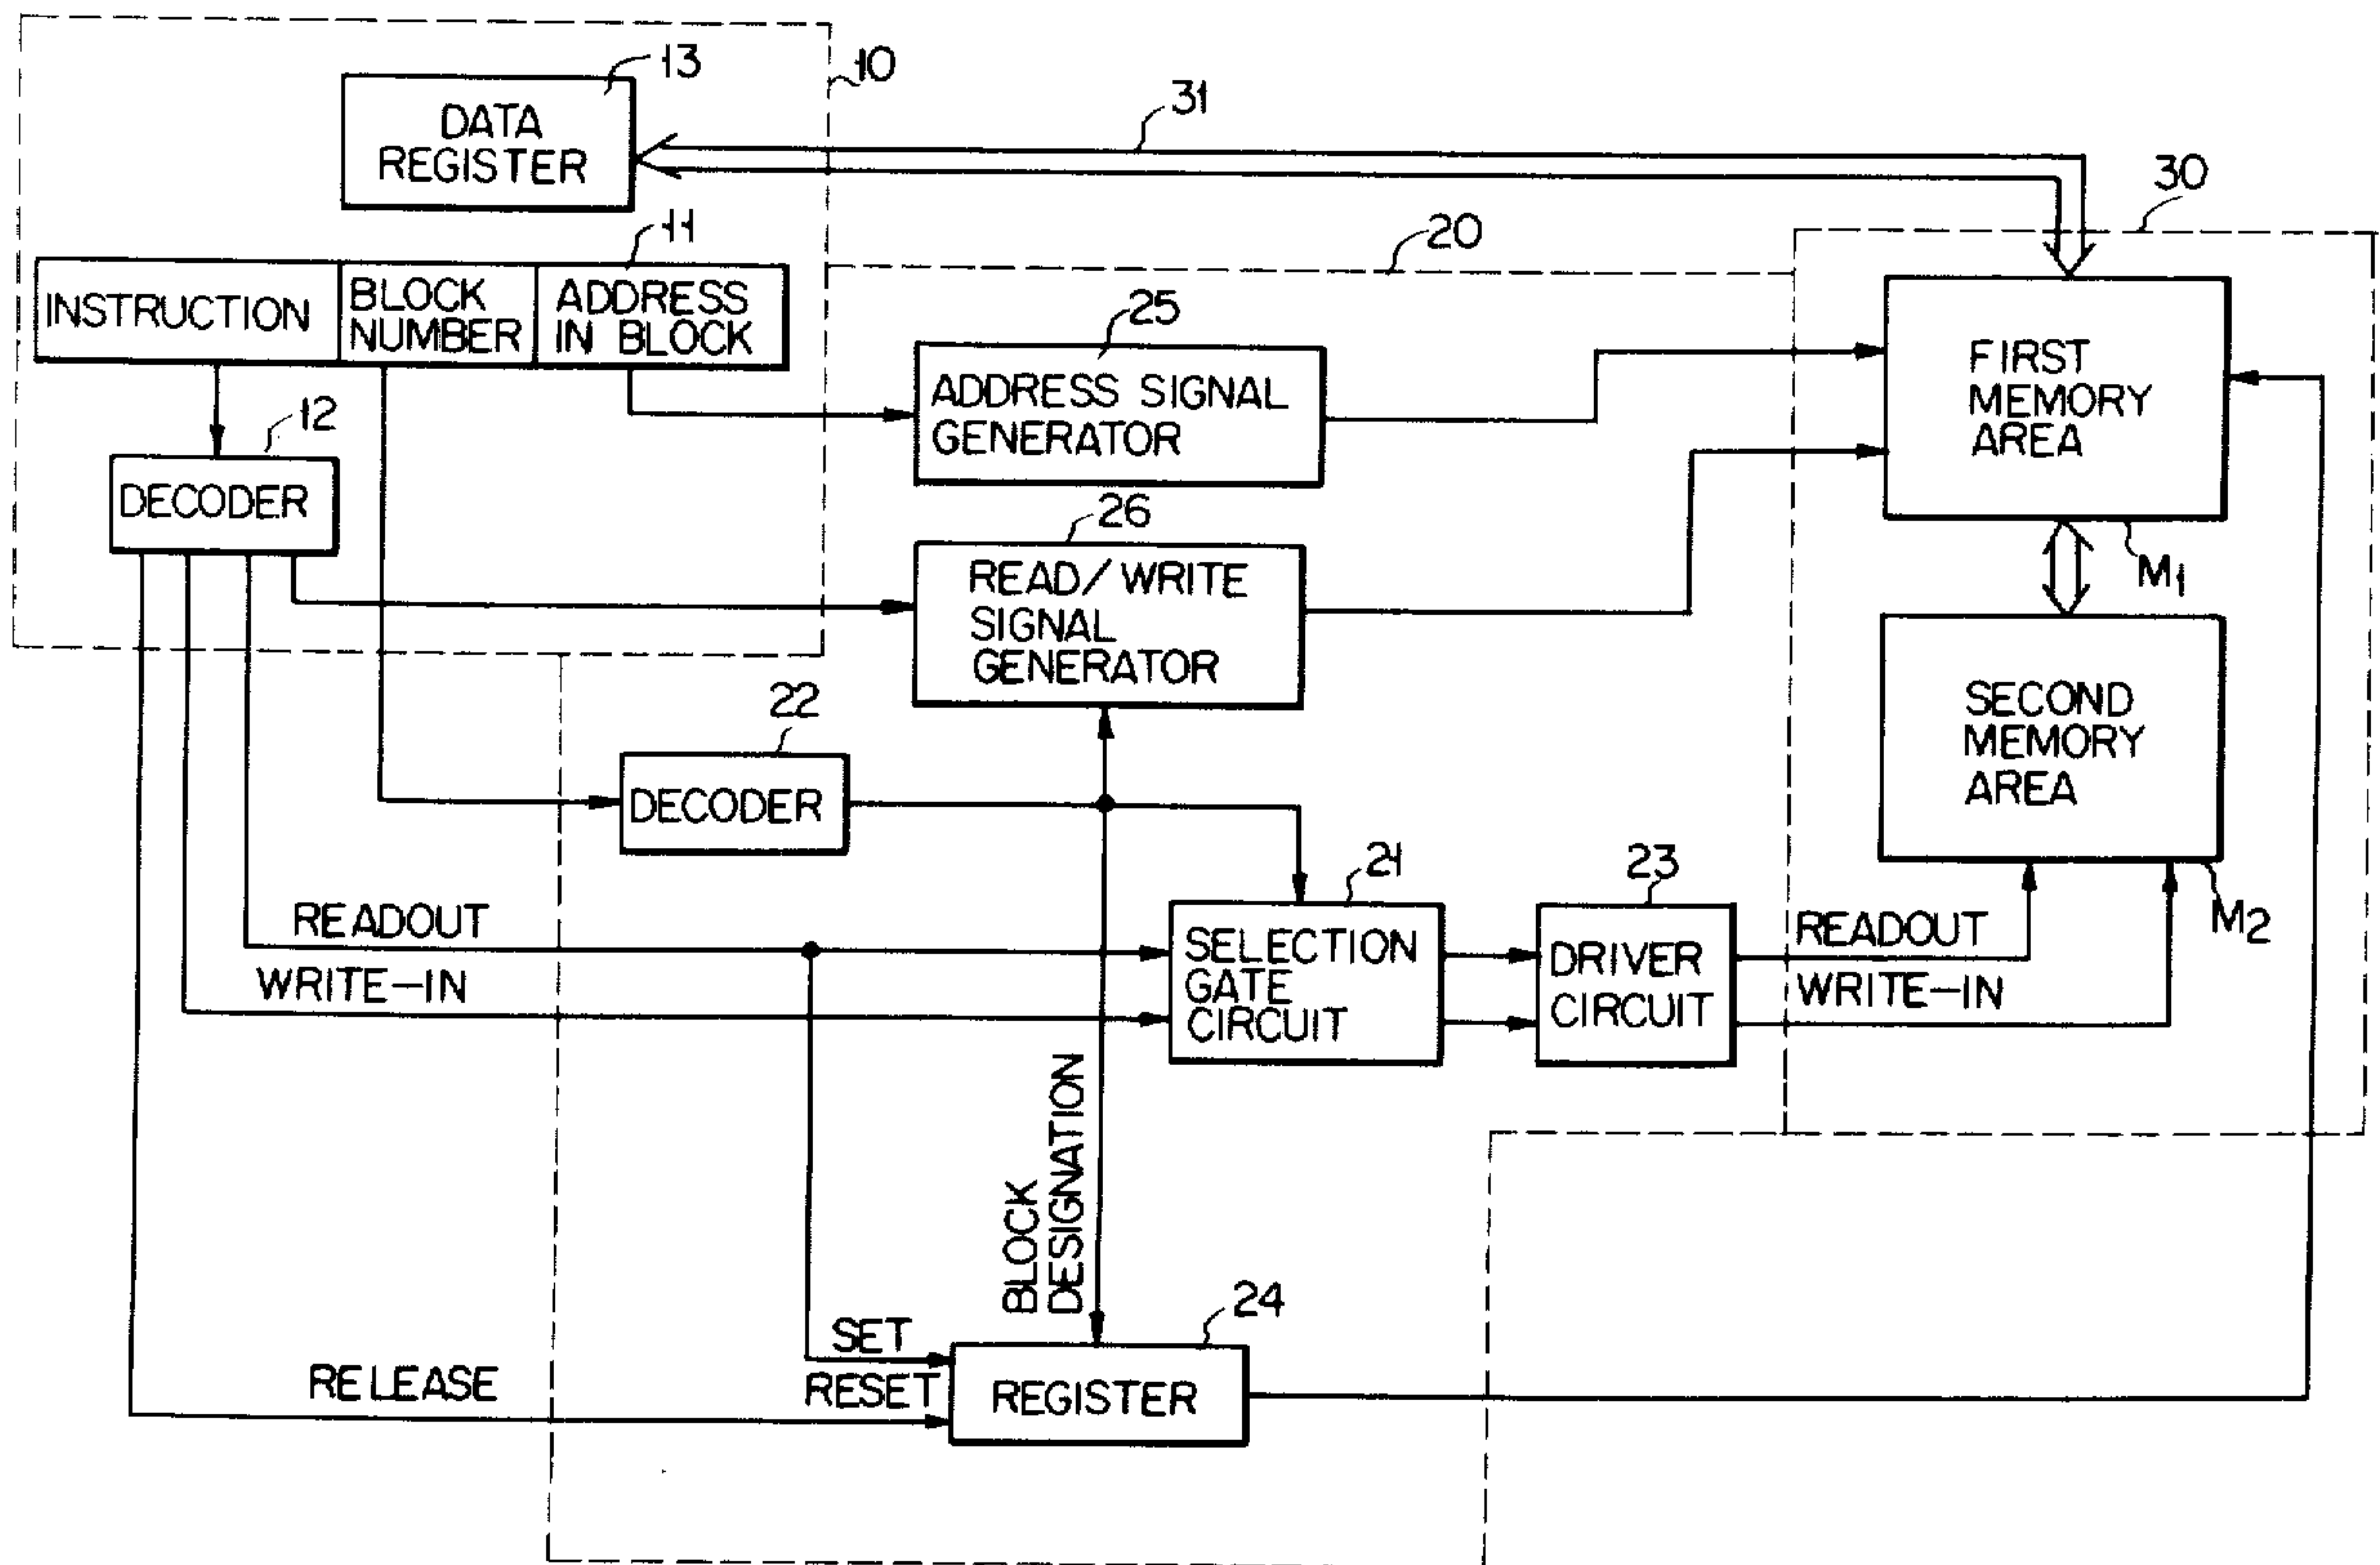 13
10
DATA
REGISTER
31
30
11
20
INSTRUCTION
BLOCK
NUMBER
ADDRESS
IN BLOCK
25
ADDRESS SIGNAL
GENERATOR
FIRST
MEMORY
AREA
12
DECODER
26
READ/WRITE
SIGNAL
GENERATOR
M1
22
DECODER
SECOND
MEMORY
AREA
M2
21
23
READOUT
WRITE-IN
SELECTION
GATE
CIRCUIT
DRIVER
CIRCUIT
READOUT
WRITE-IN
BLOCK
DESIGNATION
24
SET
RESET
RELEASE
REGISTER